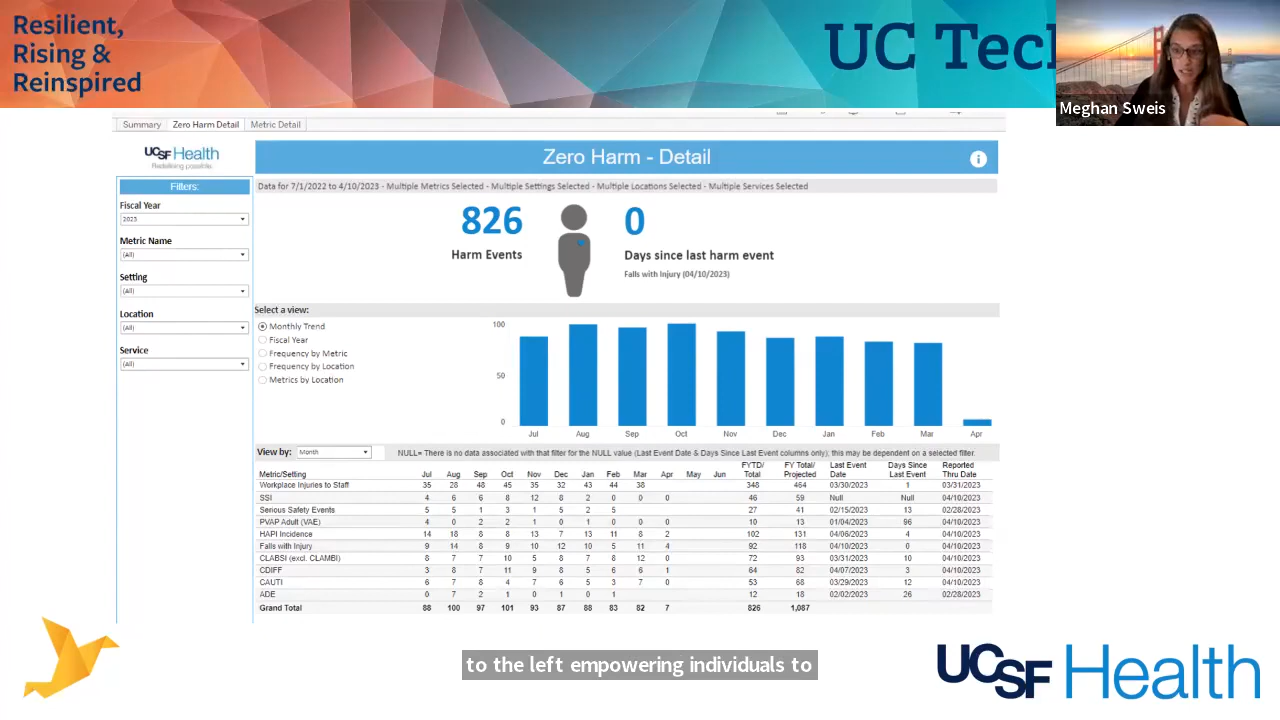 Resilient,
Rising &
Reinspired
UC Tec
Meghan Sweis
Summary Zero Harm Detail Metric Detail
UCSF Health
Redefining possible.
Zero Harm - Detail
i
Filters:
Data for 7/1/2022 to 4/10/2023 - Multiple Metrics Selected - Multiple Settings Selected - Multiple Locations Selected - Multiple Services Selected
Fiscal Year
2023
Metric Name
(All)
Setting
(All)
Location
(All)
Service
(All)
826
Harm Events
0
Days since last harm event
Falls with Injury (04/10/2023)
Select a view:
Monthly Trend
Fiscal Year
Frequency by Metric
Frequency by Location
Metrics by Location
100
50
0
Jul Aug Sep Oct Nov Dec Jan Feb Mar Apr
View by: Month
NULL= There is no data associated with that filter for the NULL value (Last Event Date & Days Since Last Event columns only); this may be dependent on a selected filter.
Metric/Setting Jul Aug Sep Oct Nov Dec Jan Feb Mar Apr May Jun FYTD/ Total FY Total/ Projected Last Event Date Days Since Last Event Reported Thru Date
Workplace Injuries to Staff 35 28 48 45 35 32 43 44 38 348 464 03/30/2023 1 03/31/2023
SSI 4 6 6 8 12 8 2 0 0 0 46 59 Null Null 04/10/2023
Serious Safety Events 5 5 1 3 1 5 2 5 27 41 02/15/2023 13 02/28/2023
PVAP Adult (VAE) 4 0 2 2 1 0 1 0 0 0 10 13 01/04/2023 96 04/10/2023
HAPI Incidence 14 18 8 8 13 7 13 11 8 2 102 131 04/06/2023 4 04/10/2023
Falls with Injury 9 14 8 9 10 12 10 5 11 4 92 118 04/10/2023 0 04/10/2023
CLABSI (excl. CLAMBI) 8 7 7 10 5 8 7 8 12 0 72 93 03/31/2023 10 04/10/2023
CDIFF 3 8 7 11 9 8 5 6 6 1 64 82 04/07/2023 3 04/10/2023
CAUTI 6 7 8 4 7 6 5 3 7 0 53 68 03/29/2023 12 04/10/2023
ADE 0 7 2 1 0 1 0 1 12 18 02/02/2023 26 02/28/2023
Grand Total 88 100 97 101 93 87 88 83 82 7 826 1,087
to the left empowering individuals to
UCSF Health